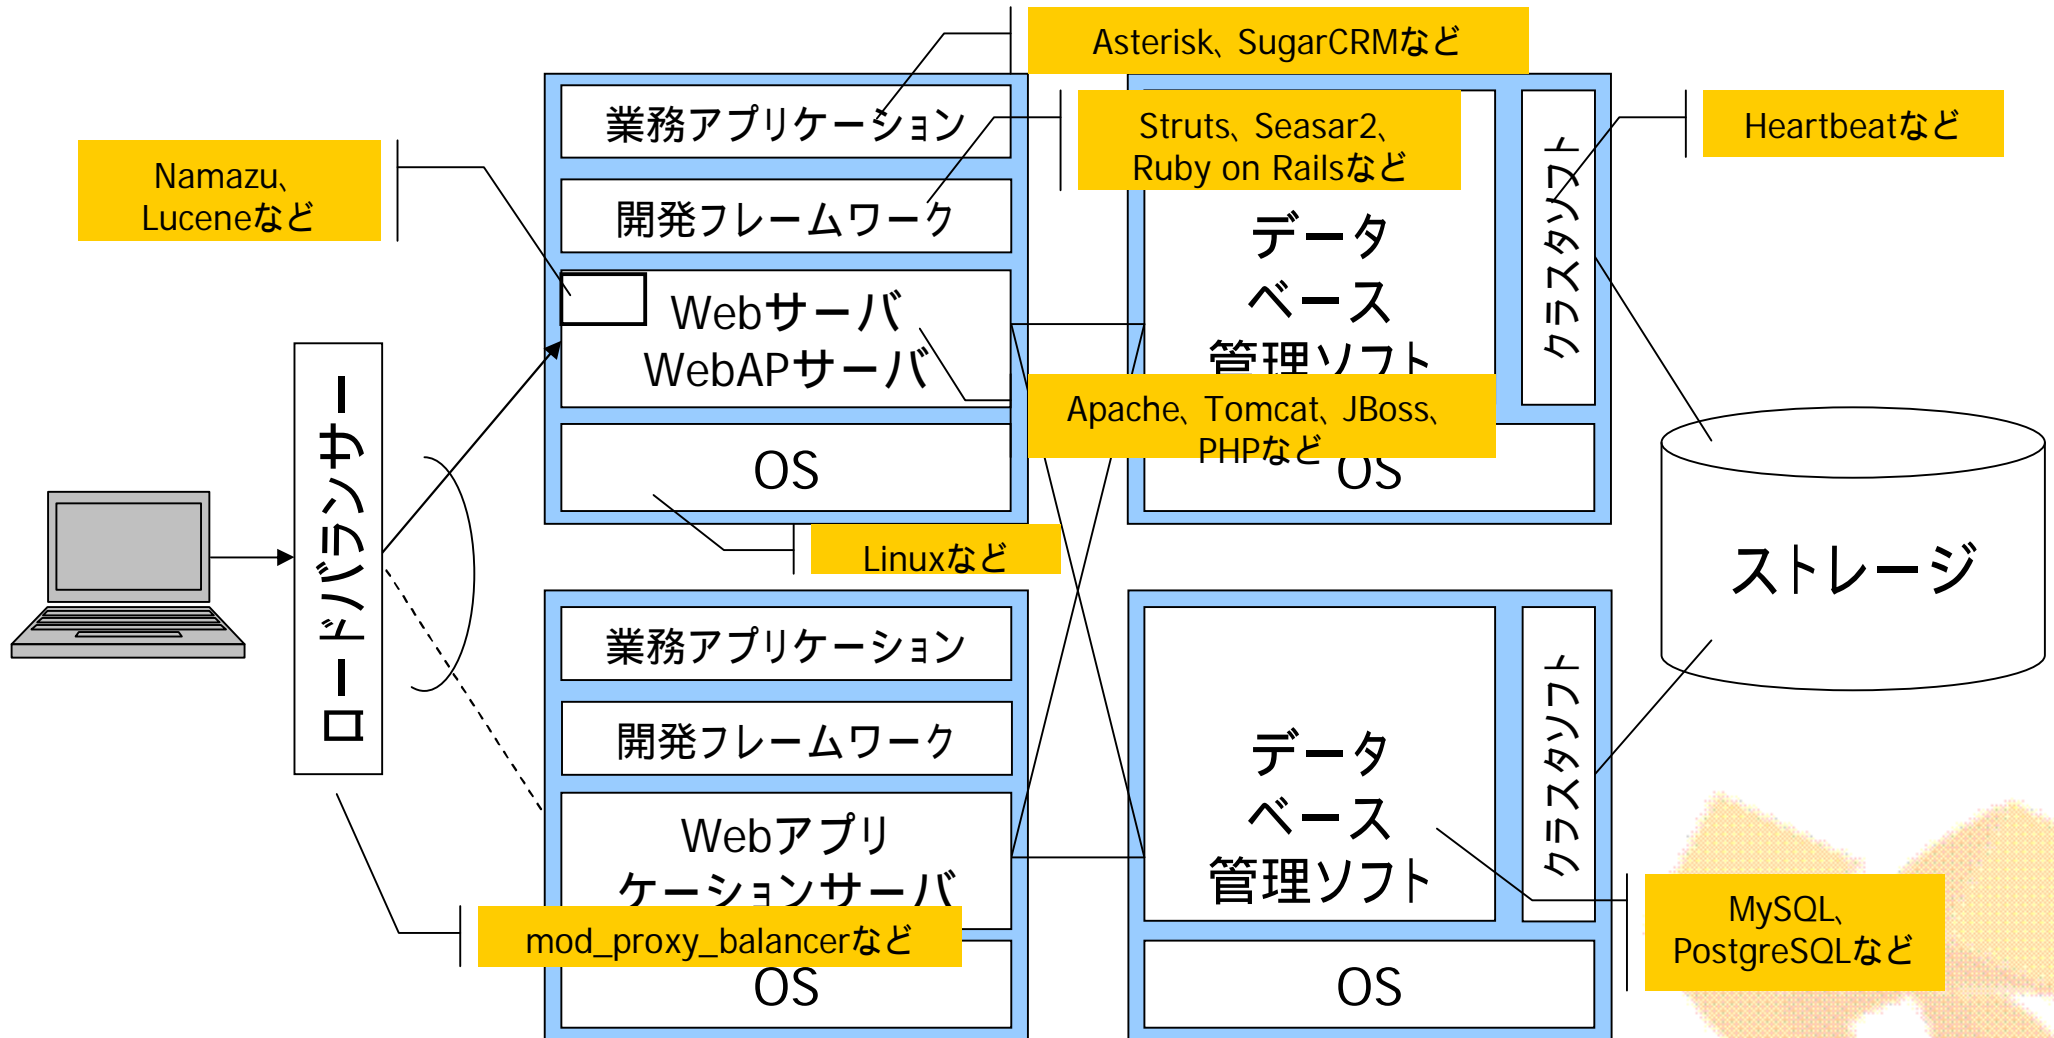 Asterisk、SugarCRMなど
業務アプリケーション
Struts、Seasar2、
Ruby on Railsなど
Heartbeatなど
Namazu、
Luceneなど
開発フレームワーク
データ
ベース
管理ソフト
クラスタソフト
Webサーバ
WebAPサーバ
Apache、Tomcat、JBoss、
PHPなど
OS
OS
ロードバランサー
Linuxなど
ストレージ
業務アプリケーション
開発フレームワーク
Webアプリ
ケーションサーバ
データ
ベース
管理ソフト
クラスタソフト
mod_proxy_balancerなど
MySQL、
PostgreSQLなど
OS
OS